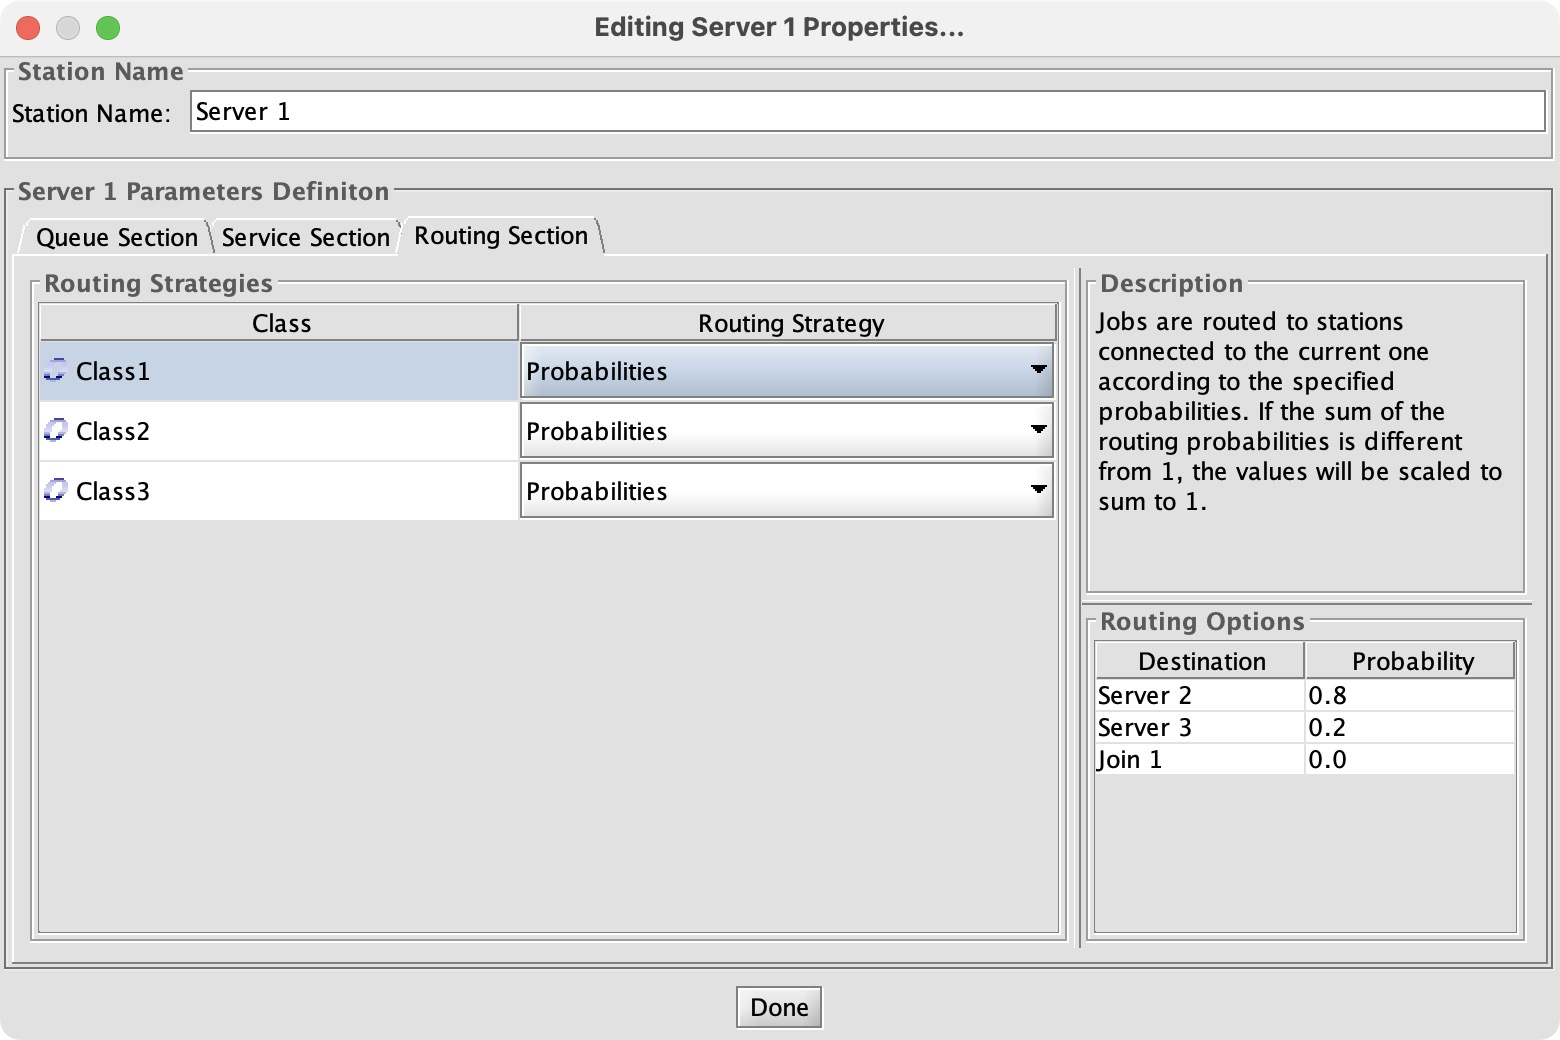 Editing Server 1 Properties...
Station Name
Station Name:
Server 1
Server 1 Parameters Definiton
Queue Section
Service Section
Routing Section
Routing Strategies
Class
Routing Strategy
Class1
Probabilities
Class2
Probabilities
Class3
Probabilities
Description
Jobs are routed to stations
connected to the current one
according to the specified
probabilities. If the sum of the
routing probabilities is different
from 1, the values will be scaled to
sum to 1.
Routing Options
Destination
Probability
Server 2
0.8
Server 3
0.2
Join 1
0.0
Done